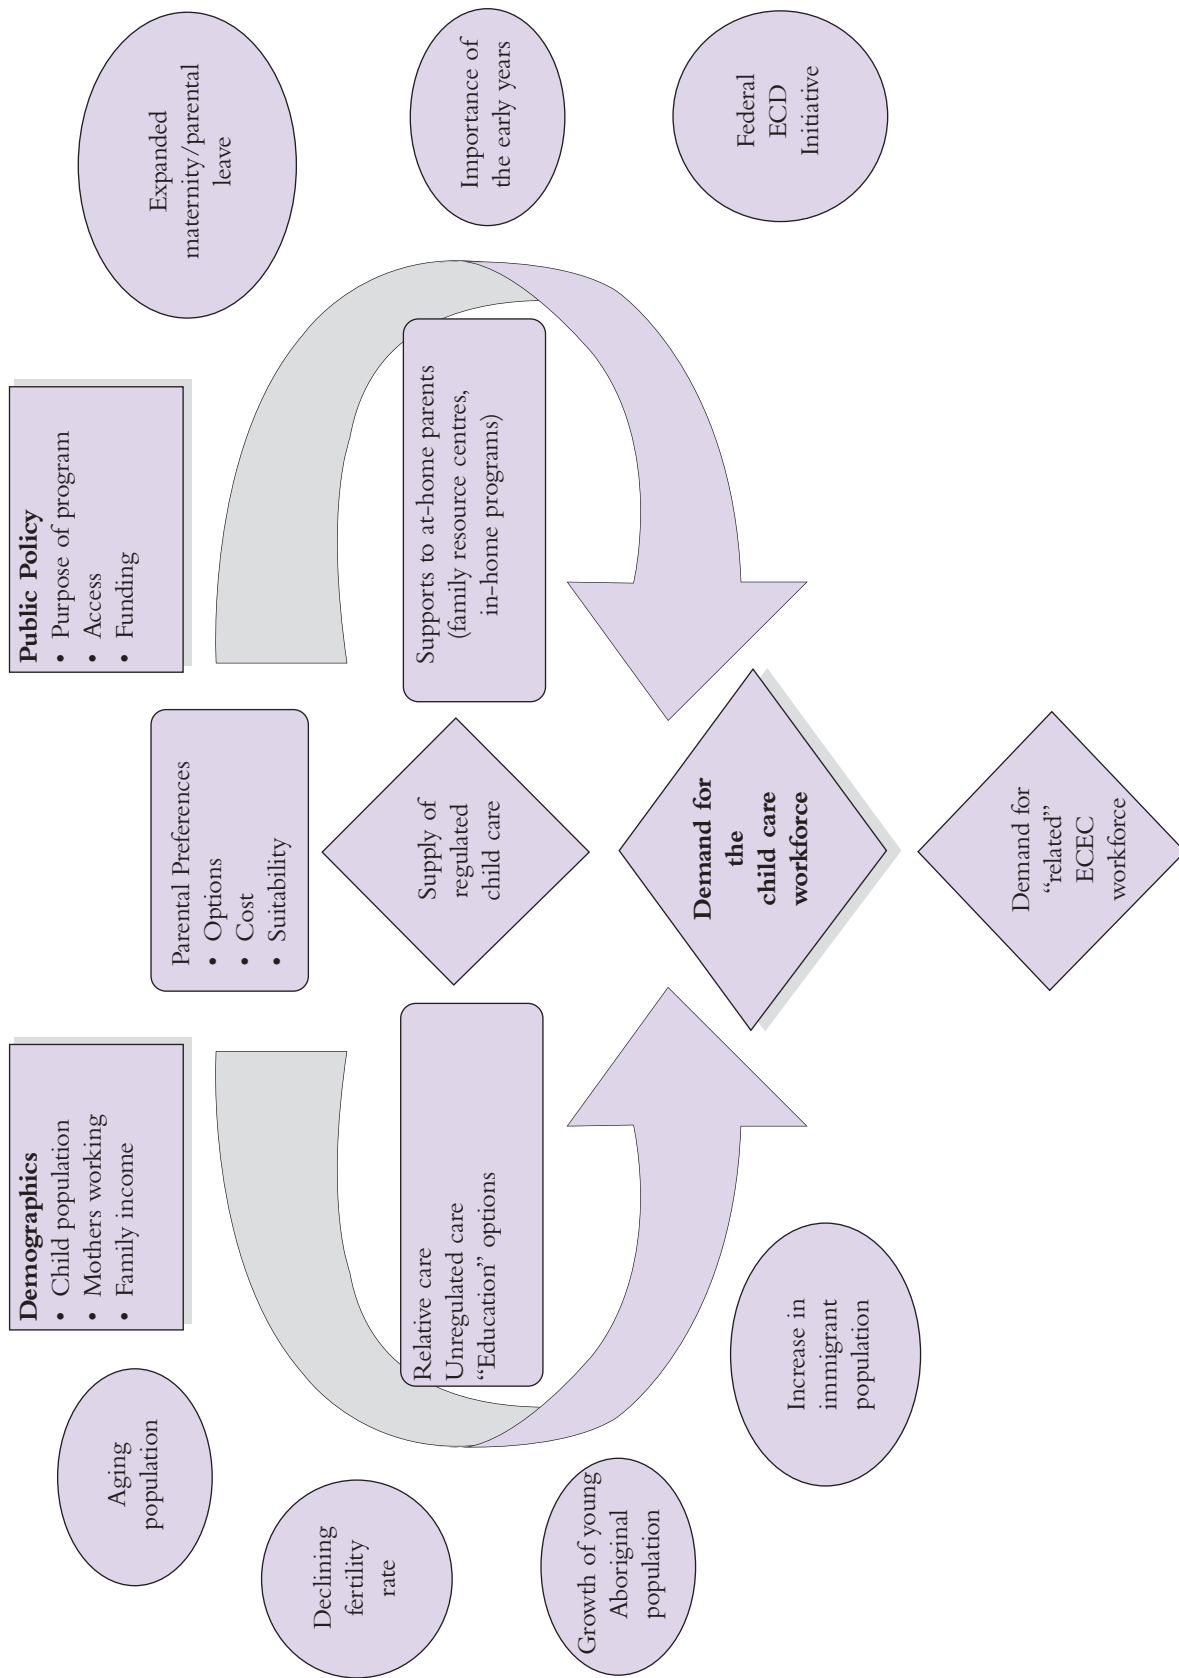 Demographics
• Child population
• Mothers working
• Family income
Public Policy
• Purpose of program
• Access
• Funding
Aging
population
Parental Preferences
• Options
• Cost
• Suitability
Expanded
maternity/parental
leave
Declining
fertility
rate
Relative care
Unregulated care
“Education” options
Supply of
regulated
child care
Supports to at-home parents
(family resource centres,
in-home programs)
Importance of
the early years
Growth of young
Aboriginal
population
Demand for
the
child care
workforce
Federal
ECD
Initiative
Increase in
immigrant
population
Demand for
“related”
ECEC
workforce